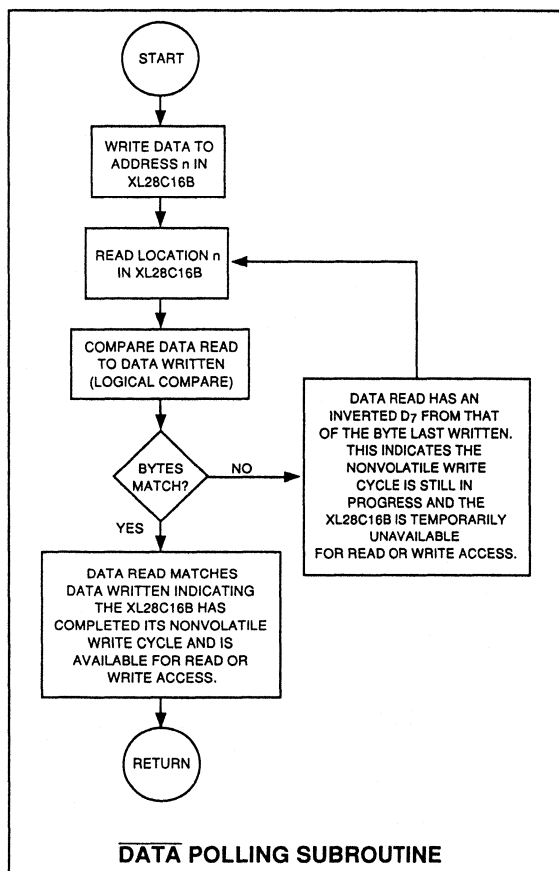 START
WRITE DATA TO
ADDRESS n IN
XL28C16B
READ LOCATION n
IN XL28C16B
COMPARE DATA READ
TO DATA WRITTEN
(LOGICAL COMPARE)
BYTES
MATCH?
NO
DATA READ HAS AN
INVERTED D7 FROM THAT
OF THE BYTE LAST WRITTEN.
THIS INDICATES THE
NONVOLATILE WRITE
CYCLE IS STILL IN
PROGRESS AND THE
XL28C16B IS TEMPORARILY
UNAVAILABLE
FOR READ OR WRITE ACCESS.
YES
DATA READ MATCHES
DATA WRITTEN INDICATING
THE XL28C16B HAS
COMPLETED ITS NONVOLATILE
WRITE CYCLE AND IS
AVAILABLE FOR READ OR
WRITE ACCESS.
RETURN
D̅A̅T̅A̅ POLLING SUBROUTINE